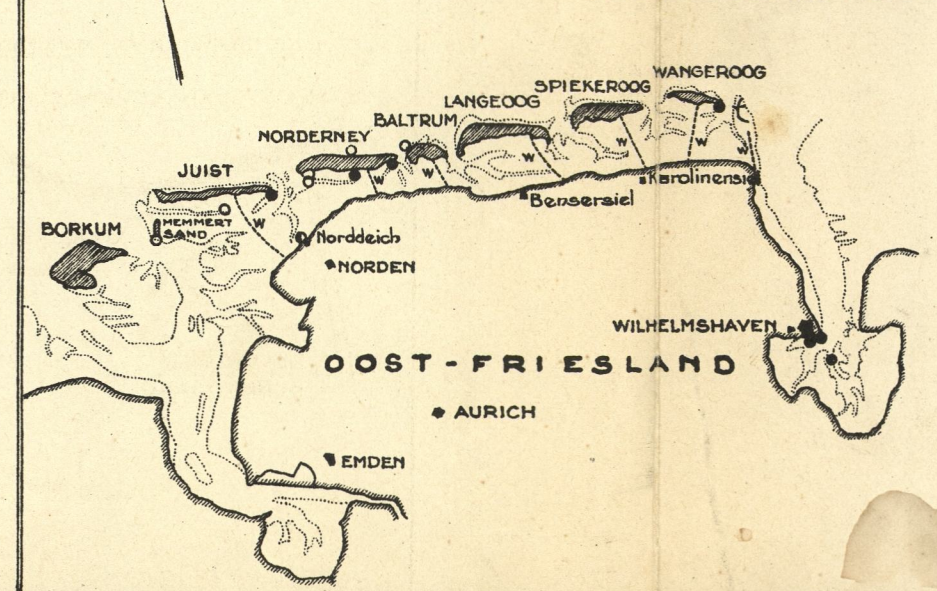 WANGEROOG
SPIEKEROOG
LANGEOOG
BALTRUM
NORDERNEY
JUIST
W
W
W
W
W
W
W
Karolinensiel
Bensersiel
MEMMERT
SAND
BORKUM
Norddeich
NORDEN
WILHELMSHAVEN
OOST-FRIESLAND
AURICH
EMDEN